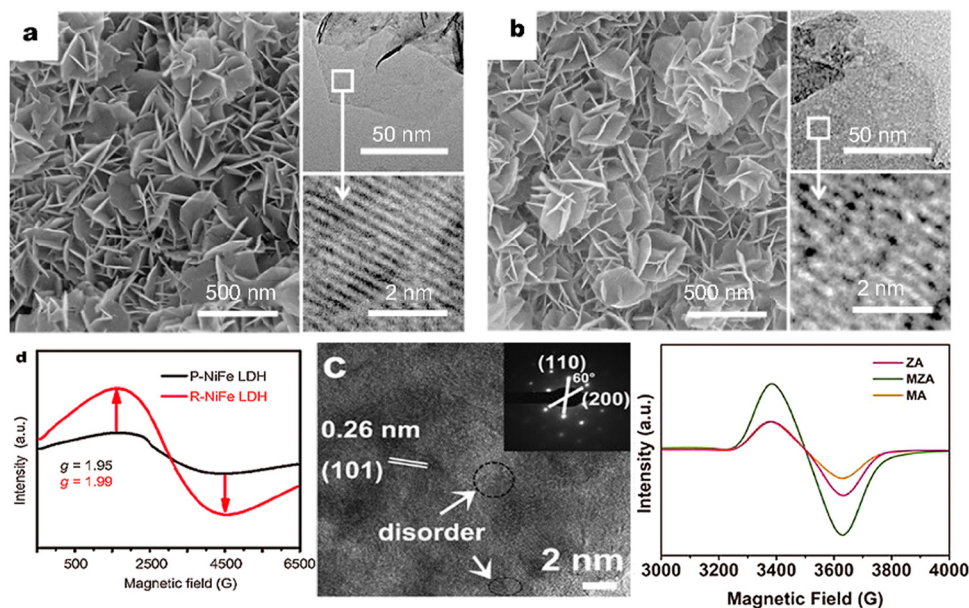 a
50 nm
500 nm
2 nm
b
50 nm
500 nm
2 nm
d
P-NiFe LDH
R-NiFe LDH
g = 1.95
g = 1.99
Intensity (a.u.)
500 2500 4500 6500
Magnetic field (G)
c
(110)
60°
(200)
0.26 nm
(101)
disorder
2 nm
ZA
MZA
MA
Intensity (a.u.)
3000 3200 3400 3600 3800 4000
Magnetic Field (G)